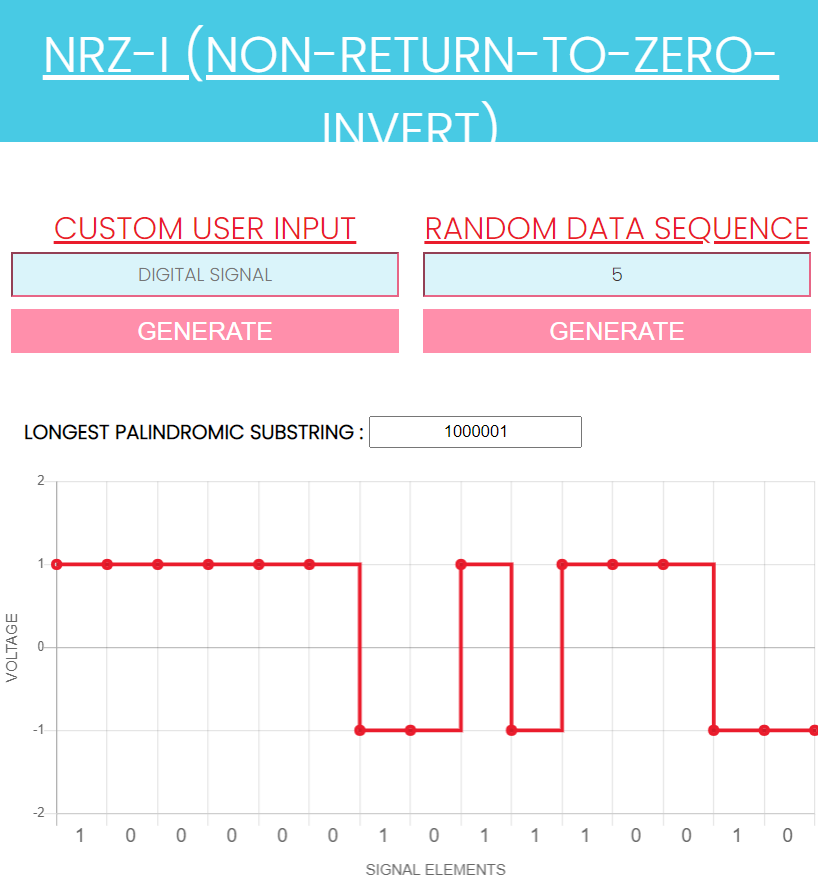 NRZ-I (NON-RETURN-TO-ZERO-
INVERT)
CUSTOM USER INPUT
RANDOM DATA SEQUENCE
DIGITAL SIGNAL
5
GENERATE
GENERATE
LONGEST PALINDROMIC SUBSTRING : 1000001
2
1
0
-1
-2
VOLTAGE
1 0 0 0 0 0 1 0 1 1 1 0 0 1 0
SIGNAL ELEMENTS